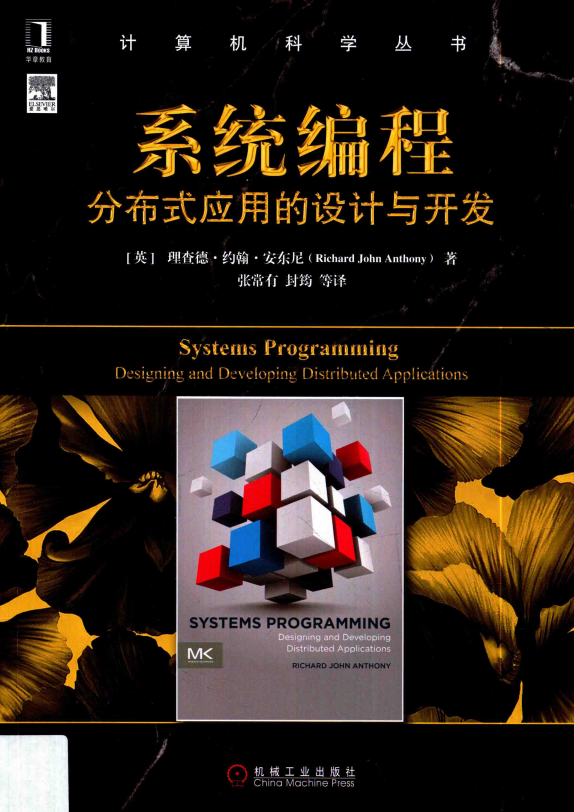 HZ Books
华章教育
计算机科学丛书
ELSEVIER
爱思唯尔
系统编程
分布式应用的设计与开发
[英] 理查德·约翰·安东尼(Richard John Anthony)著
张常有 封筠 等译
Systems Programming
Designing and Developing Distributed Applications
SYSTEMS PROGRAMMING
Designing and Developing
Distributed Applications
MK
RICHARD JOHN ANTHONY
机械工业出版社
China Machine Press